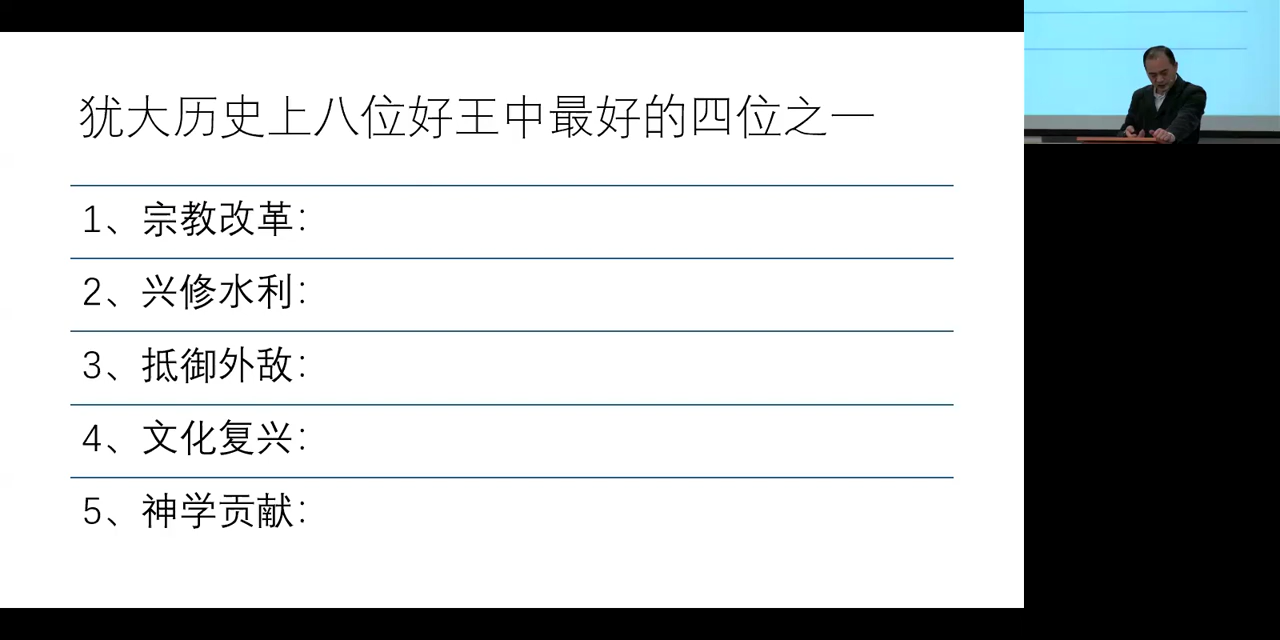 犹大历史上八位好王中最好的四位之一
1、宗教改革：
2、兴修水利：
3、抵御外敌：
4、文化复兴：
5、神学贡献：